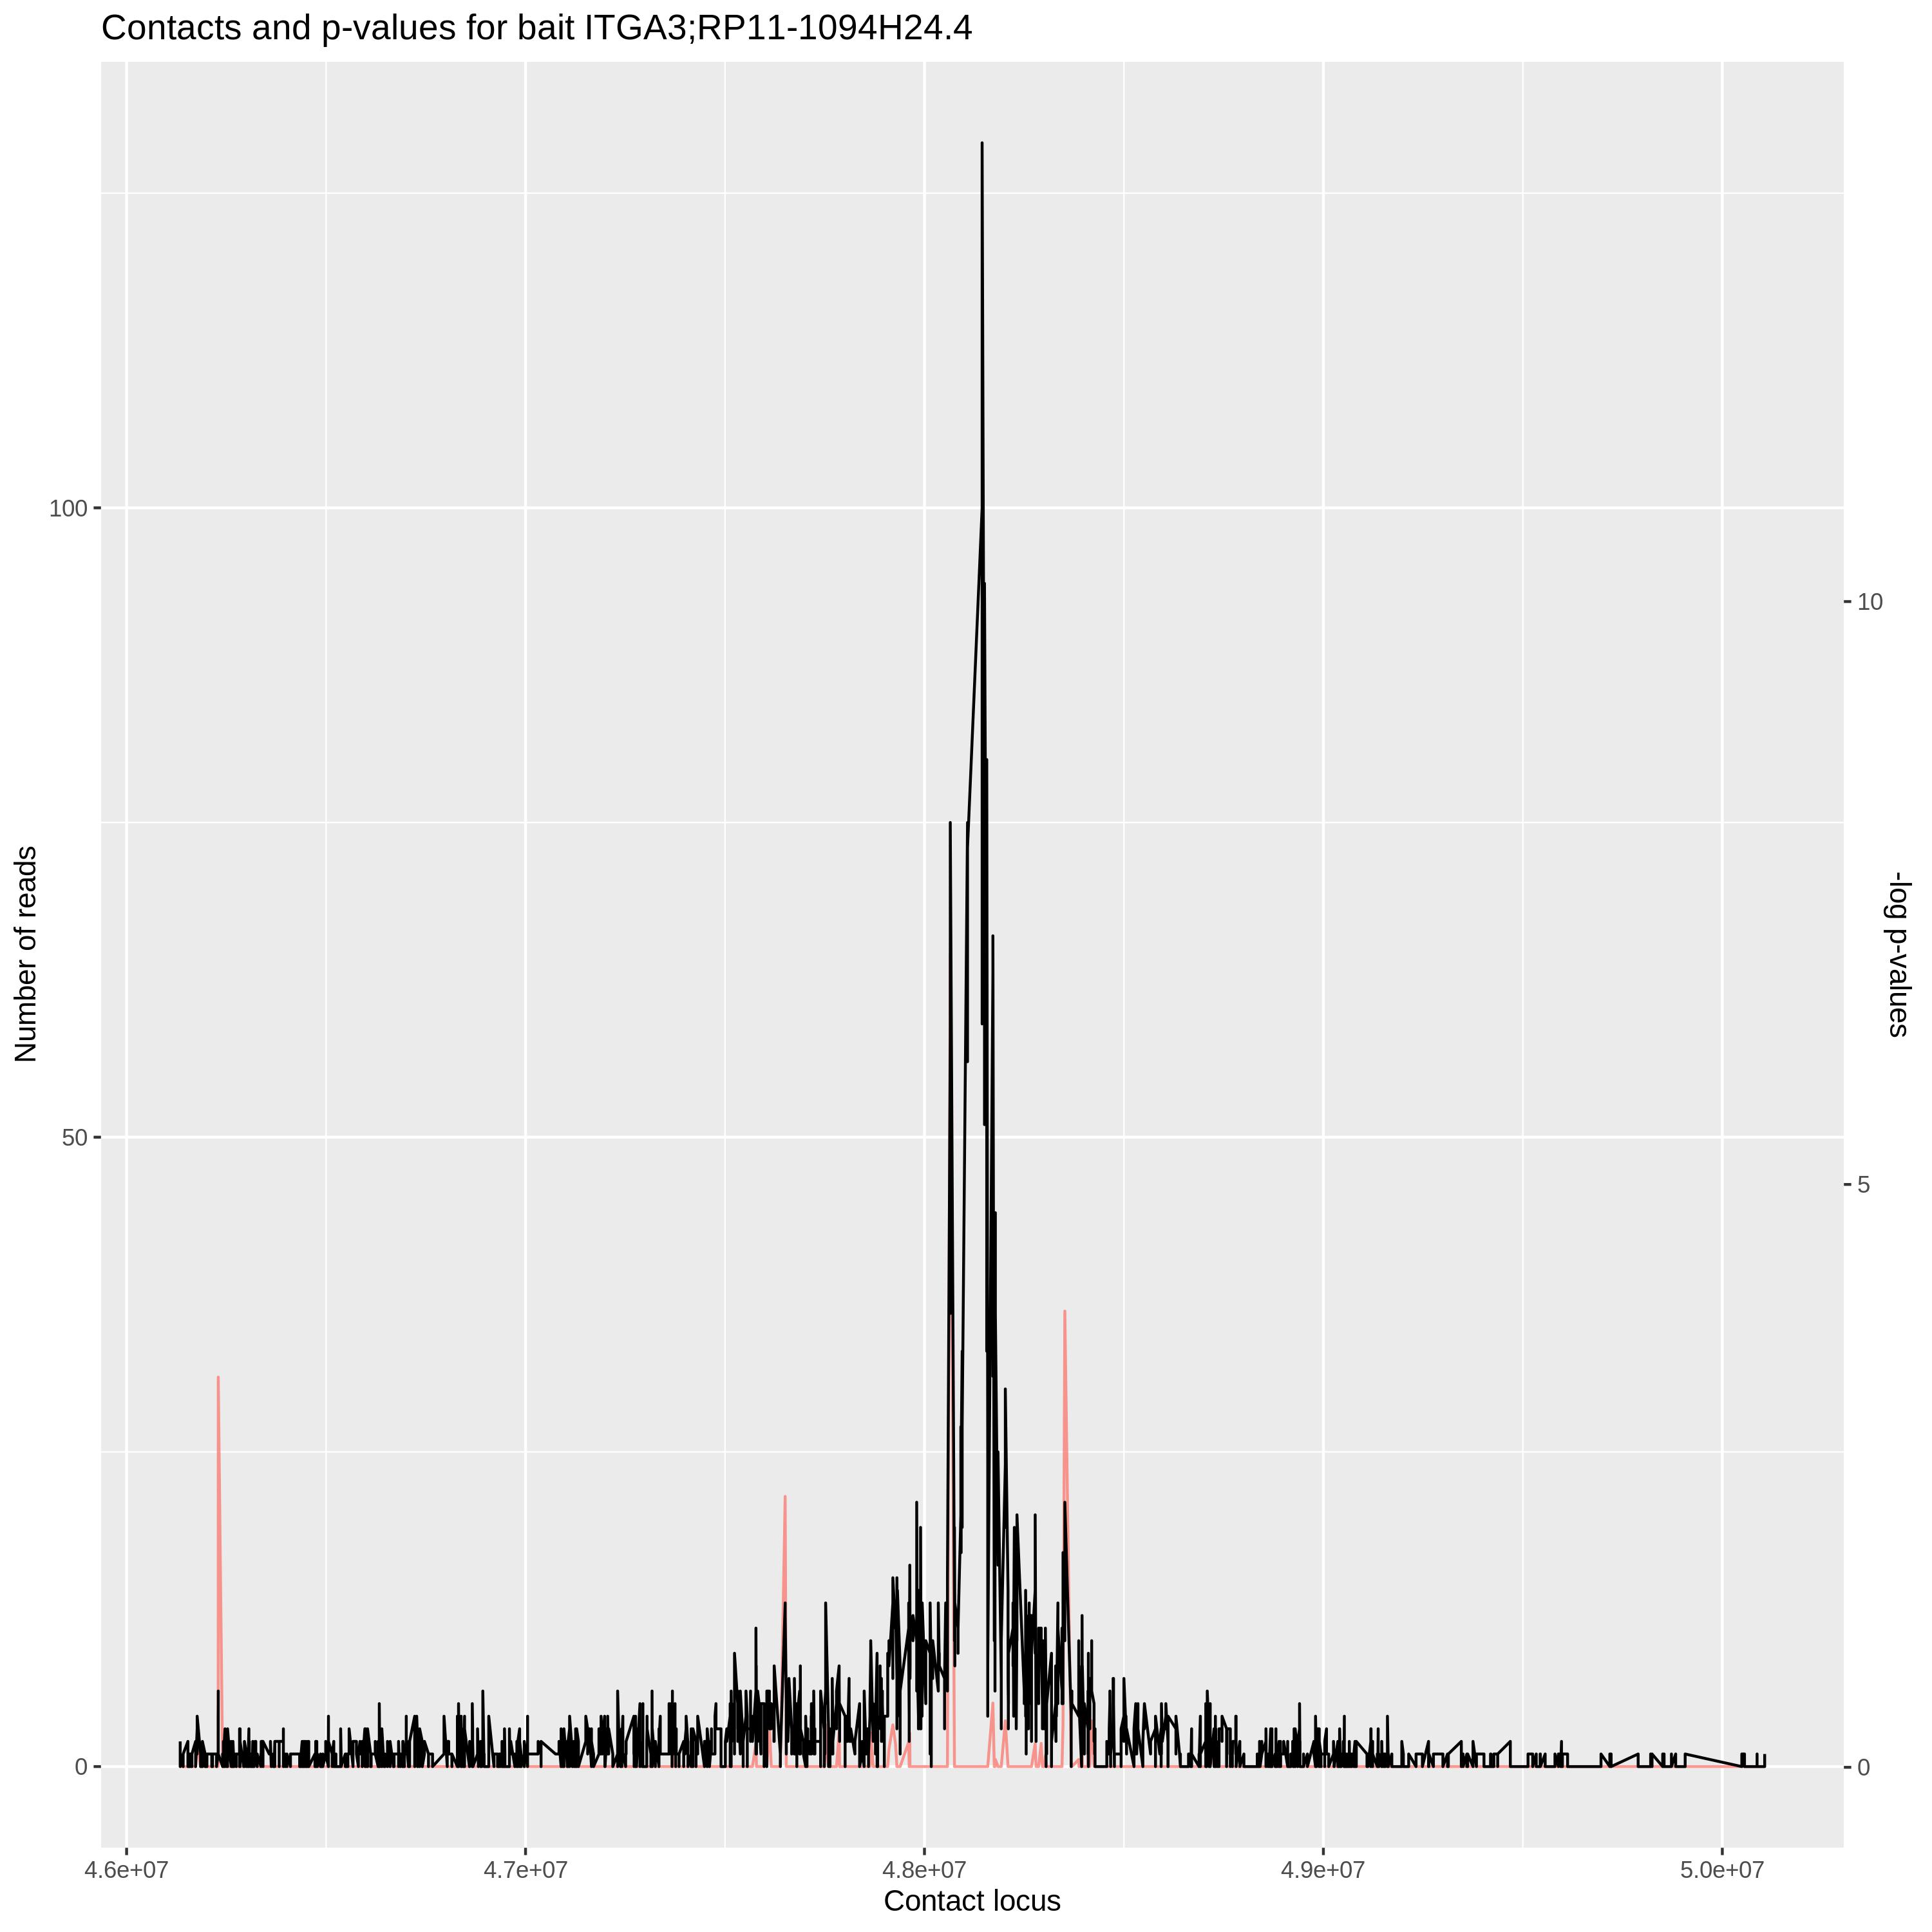 Contacts and p-values for bait ITGA3;RP11-1094H24.4
100
50
0
Number of reads
10
5
0
-log p-values
4.6e+07
4.7e+07
4.8e+07
4.9e+07
5.0e+07
Contact locus